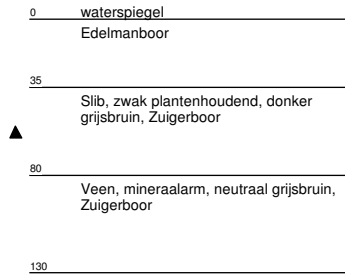 0 waterspiegel
Edelmanboor
35
Slib, zwak plantenhoudend, donker
grijsbruin, Zuigerboor
80
Veen, mineraalarm, neutraal grijsbruin,
Zuigerboor
130